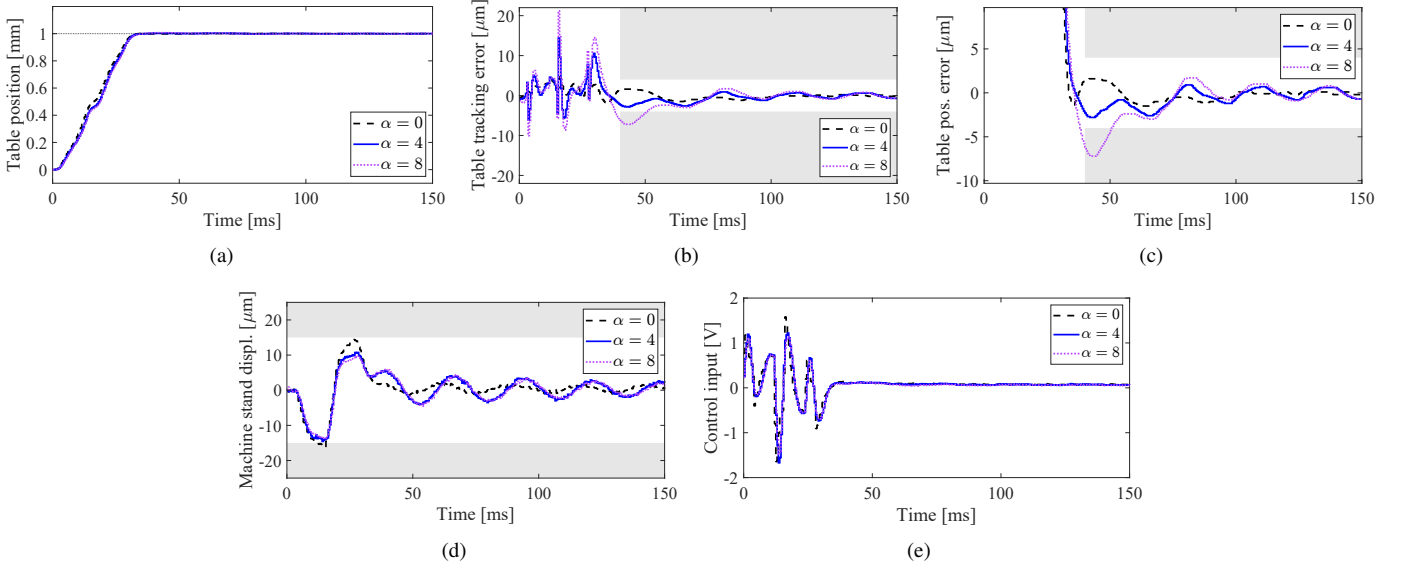 Table position [mm]
1
0.8
0.6
0.4
0.2
0
α = 0
α = 4
α = 8
0 50 100 150
Time [ms]
(a)
Table tracking error [μm]
20
10
0
-10
-20
α = 0
α = 4
α = 8
0 50 100 150
Time [ms]
(b)
Table pos. error [μm]
5
0
-5
-10
α = 0
α = 4
α = 8
0 50 100 150
Time [ms]
(c)
Machine stand displ. [μm]
20
10
0
-10
-20
α = 0
α = 4
α = 8
0 50 100 150
Time [ms]
(d)
Control input [V]
2
1
0
-1
-2
α = 0
α = 4
α = 8
0 50 100 150
Time [ms]
(e)